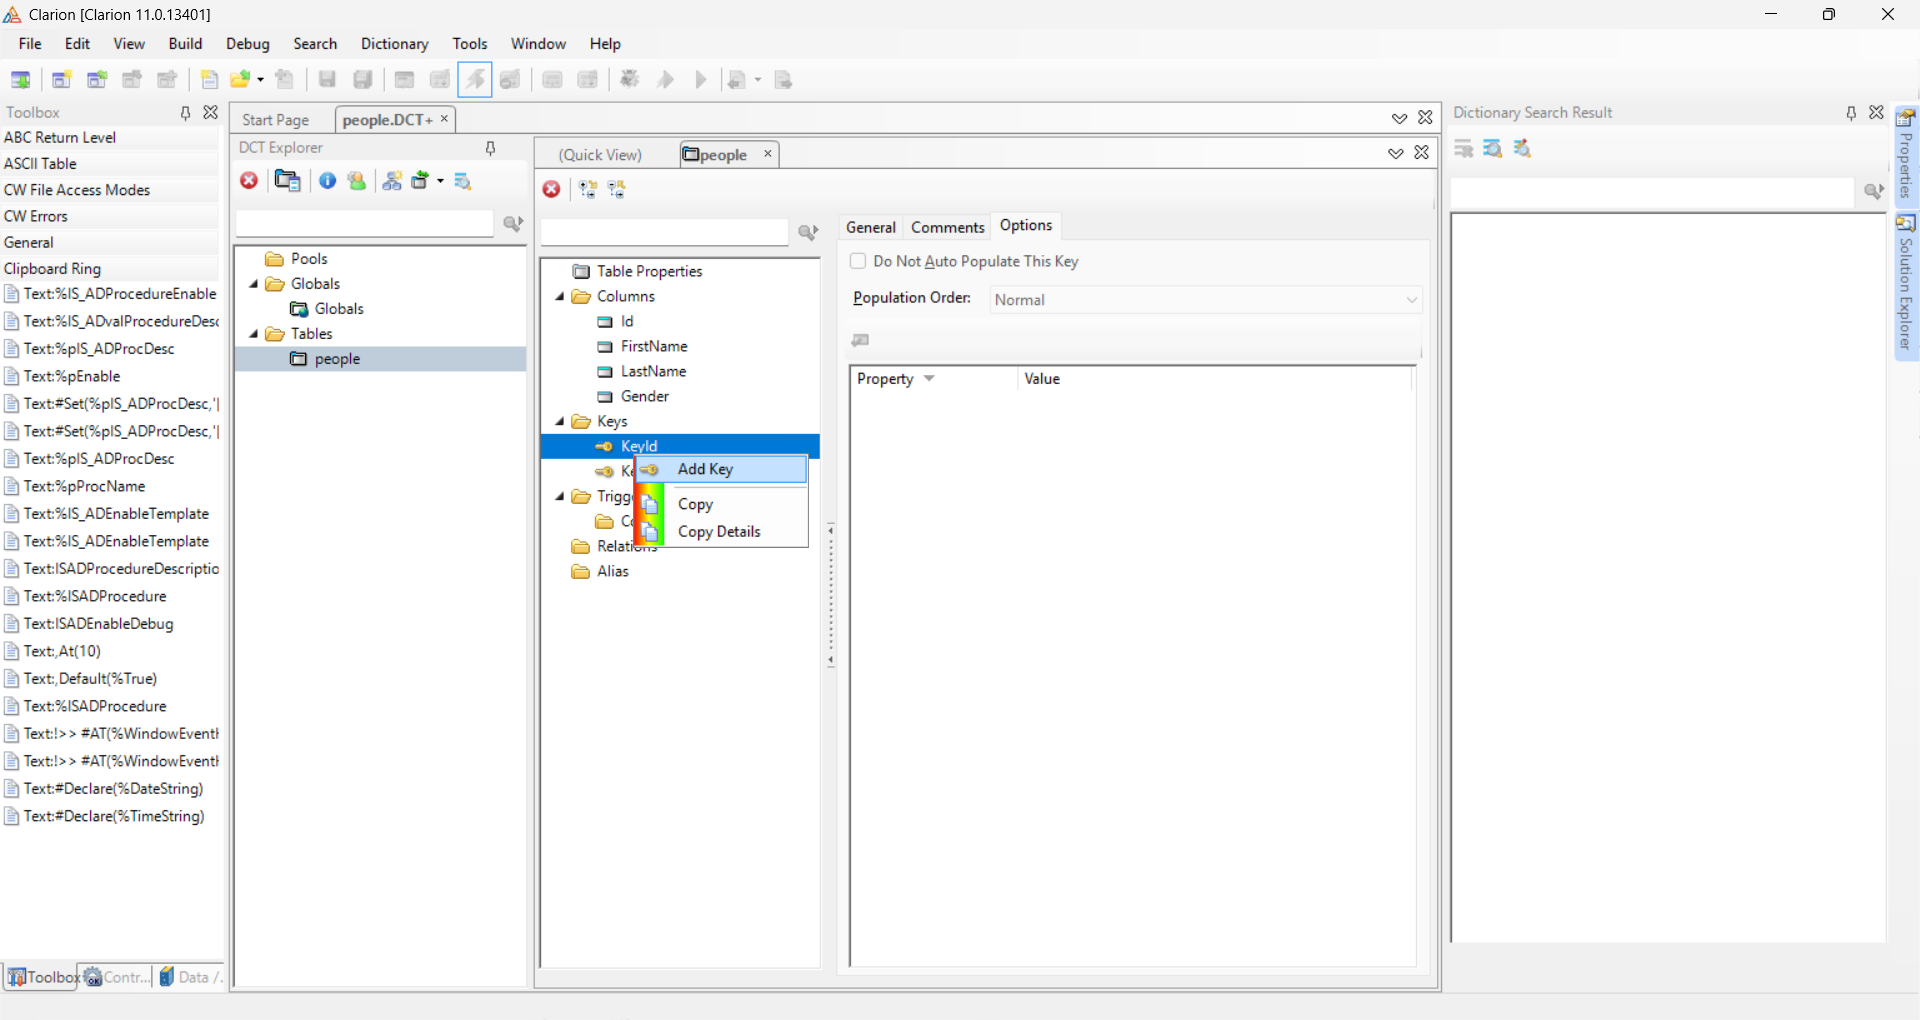 Clarion [Clarion 11.0.13401]
File Edit View Build Debug Search Dictionary Tools Window Help
Toolbox
ABC Return Level
ASCII Table
CW File Access Modes
CW Errors
General
Clipboard Ring
Text:%IS_ADProcedureEnable
Text:%IS_ADvalProcedureDesc
Text:%pIS_ADProcDesc
Text:%pEnable
Text:#Set(%pIS_ADProcDesc,'[
Text:#Set(%pIS_ADProcDesc,'[
Text:%pIS_ADProcDesc
Text:%pProcName
Text:%IS_ADEnableTemplate
Text:%IS_ADEnableTemplate
Text:ISADProcedureDescriptio
Text:%ISADProcedure
Text:ISADEnableDebug
Text:,At(10)
Text:,Default(%True)
Text:%ISADProcedure
Text:!>> #AT(%WindowEventH
Text:!>> #AT(%WindowEventH
Text:#Declare(%DateString)
Text:#Declare(%TimeString)
Toolbox Contr... Data /.
Start Page people.DCT+
DCT Explorer
Pools
Globals
Globals
Tables
people
(Quick View) people
Table Properties
Columns
Id
FirstName
LastName
Gender
Keys
KeyId
Ke
Trigg
Relations
Alias
Add Key
Copy
Copy Details
General Comments Options
Do Not Auto Populate This Key
Population Order: Normal
Property Value
Dictionary Search Result
Properties
Solution Explorer